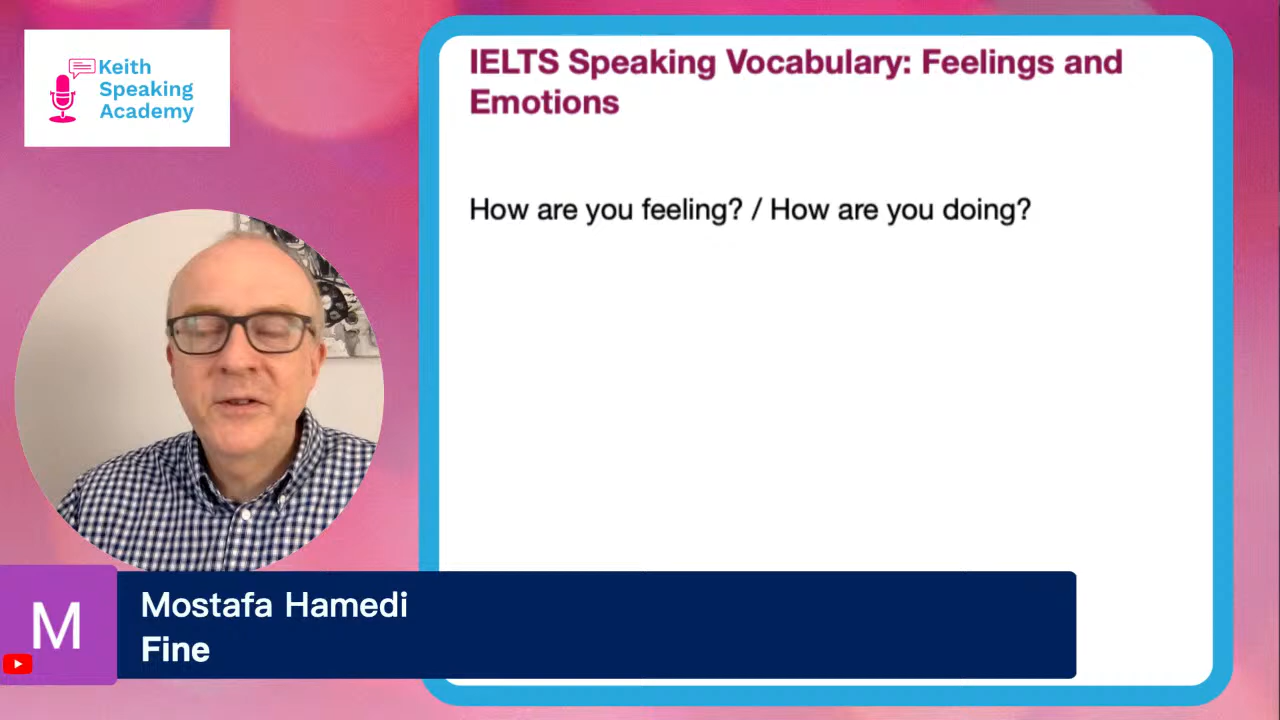 Keith
Speaking
Academy
IELTS Speaking Vocabulary: Feelings and
Emotions
How are you feeling? / How are you doing?
M
Mostafa Hamedi
Fine